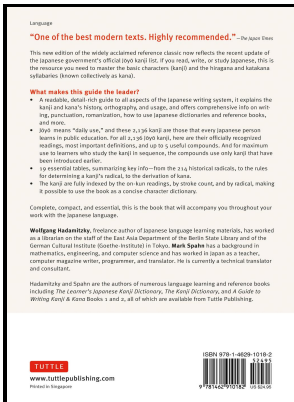 Language
“One of the best modern texts. Highly recommended.” – The Japan Times
This new edition of the widely acclaimed reference classic now reflects the recent update of
the Japanese government's official Jōyō kanji list. If you read, write, or study Japanese, this is
the resource you need to master the basic characters (kanji) and the hiragana and katakana
syllabaries (known collectively as kana).
What makes this guide the leader?
• A readable, detail-rich guide to all aspects of the Japanese writing system, it explains the
kanji and kana's history, orthography, and usage, and offers comprehensive info on writ-
ing, punctuation, romanization, how to use Japanese dictionaries and reference books,
and more.
• Jōyō means “daily use,” and these 2,136 kanji are those that every Japanese person
learns in public education. For all 2,136 Jōyō kanji, here are their officially recognized
readings, most important definitions, and up to 5 useful compounds. And for maximum
use to learners who study the kanji in sequence, the compounds use only kanji that have
been introduced earlier.
• 19 essential tables, summarizing key info—from the 214 historical radicals, to the rules
for determining a kanji's radical, to the derivation of kana.
• The kanji are fully indexed by the on-kun readings, by stroke count, and by radical, making
it possible to use the book as a concise character dictionary.
Complete, compact, and essential, this is the book that will accompany you throughout your
work with the Japanese language.
Wolfgang Hadamitzky, freelance author of Japanese language learning materials, has worked
as a librarian on the staff of the East Asia Department of the Berlin State Library and of the
German Cultural Institute (Goethe-Institute) in Tokyo. Mark Spahn has a background in
mathematics, engineering, and computer science and has worked in Japan as a teacher,
computer magazine writer, programmer, and translator. He is currently a technical translator
and consultant.
Hadamitzky and Spahn are the authors of numerous language learning and reference books
including The Learner's Japanese Kanji Dictionary, The Kanji Dictionary, and A Guide to
Writing Kanji & Kana Books 1 and 2, all of which are available from Tuttle Publishing.
TUTTLE
www.tuttlepublishing.com
Printed in Singapore
ISBN 978-1-4629-1018-2
52495
9 781462 910182
US $24.95